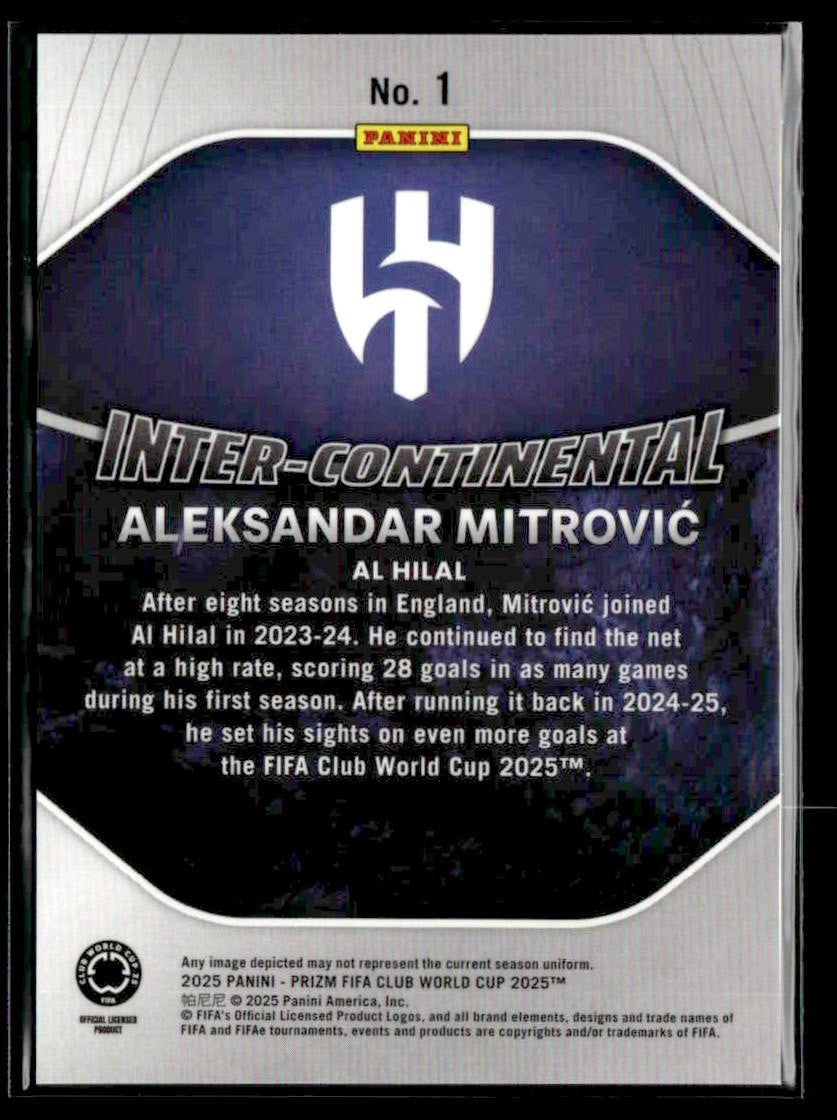 No. 1
PANINI
INTER-CONTINENTAL
ALEKSANDAR MITROVIĆ
AL HILAL
After eight seasons in England, Mitrović joined
Al Hilal in 2023-24. He continued to find the net
at a high rate, scoring 28 goals in as many games
during his first season. After running it back in 2024-25,
he set his sights on even more goals at
the FIFA Club World Cup 2025™.
CLUB WORLD CUP 25
FIFA
OFFICIAL LICENSED
PRODUCT
Any image depicted may not represent the current season uniform.
2025 PANINI - PRIZM FIFA CLUB WORLD CUP 2025™
帕尼尼 © 2025 Panini America, Inc.
© FIFA's Official Licensed Product Logos, and all brand elements, designs and trade names of
FIFA and FIFAe tournaments, events and products are copyrights and/or trademarks of FIFA.